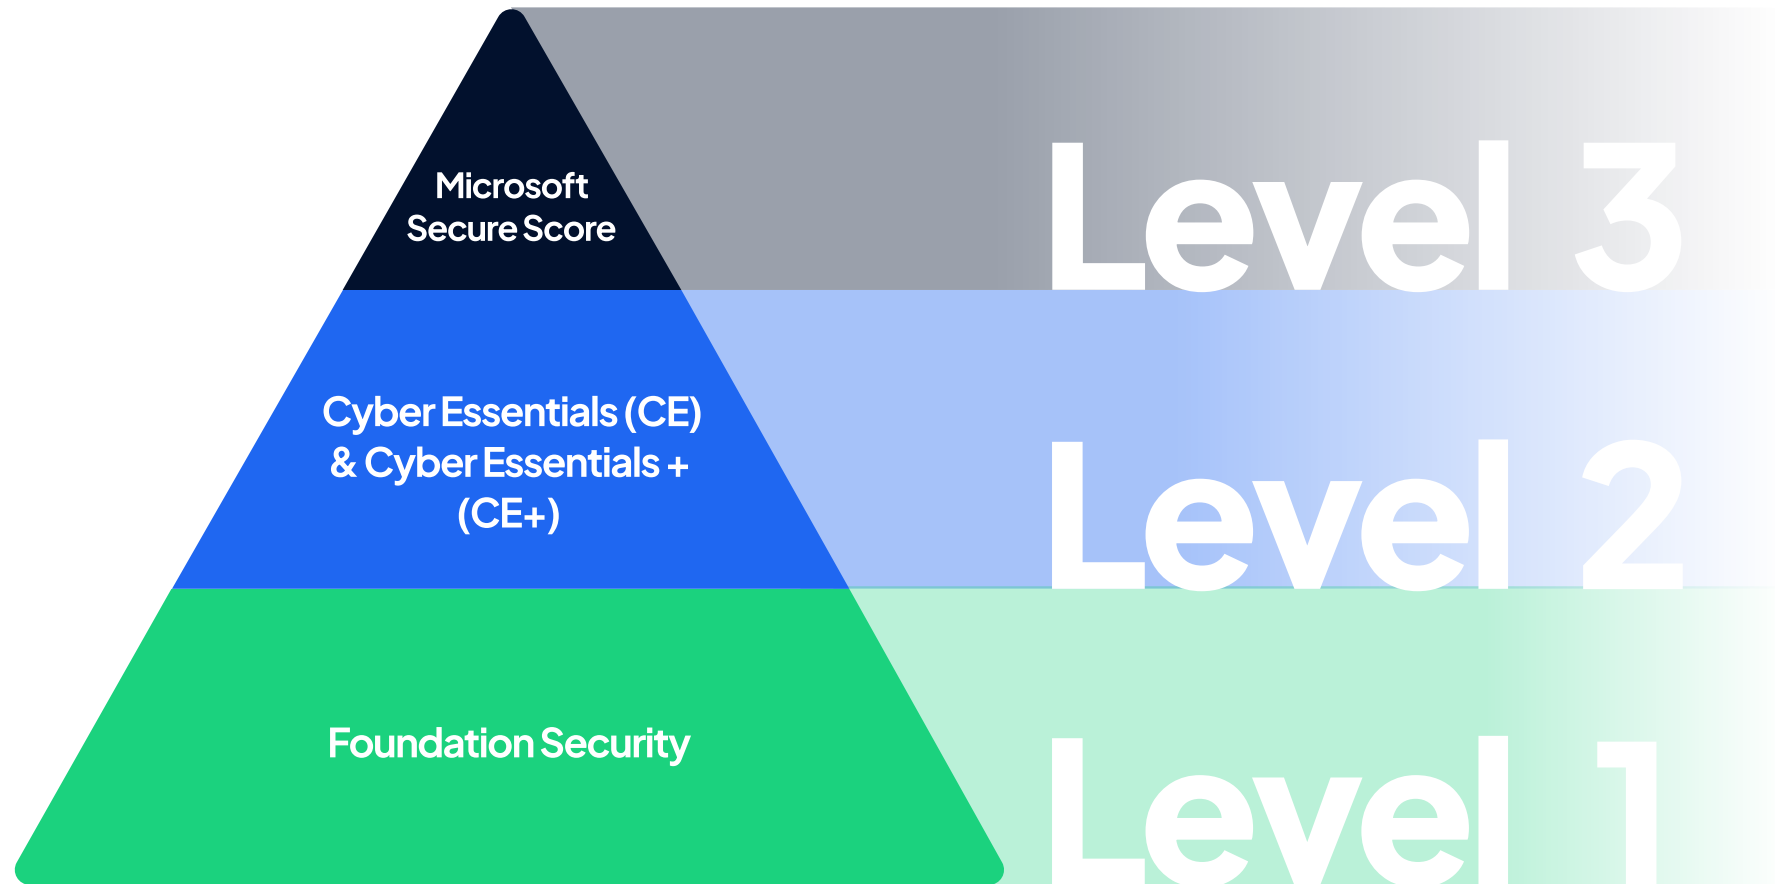 Microsoft
Secure Score
Level 3
Cyber Essentials (CE)
& Cyber Essentials +
(CE+)
Level 2
Foundation Security
Level 1